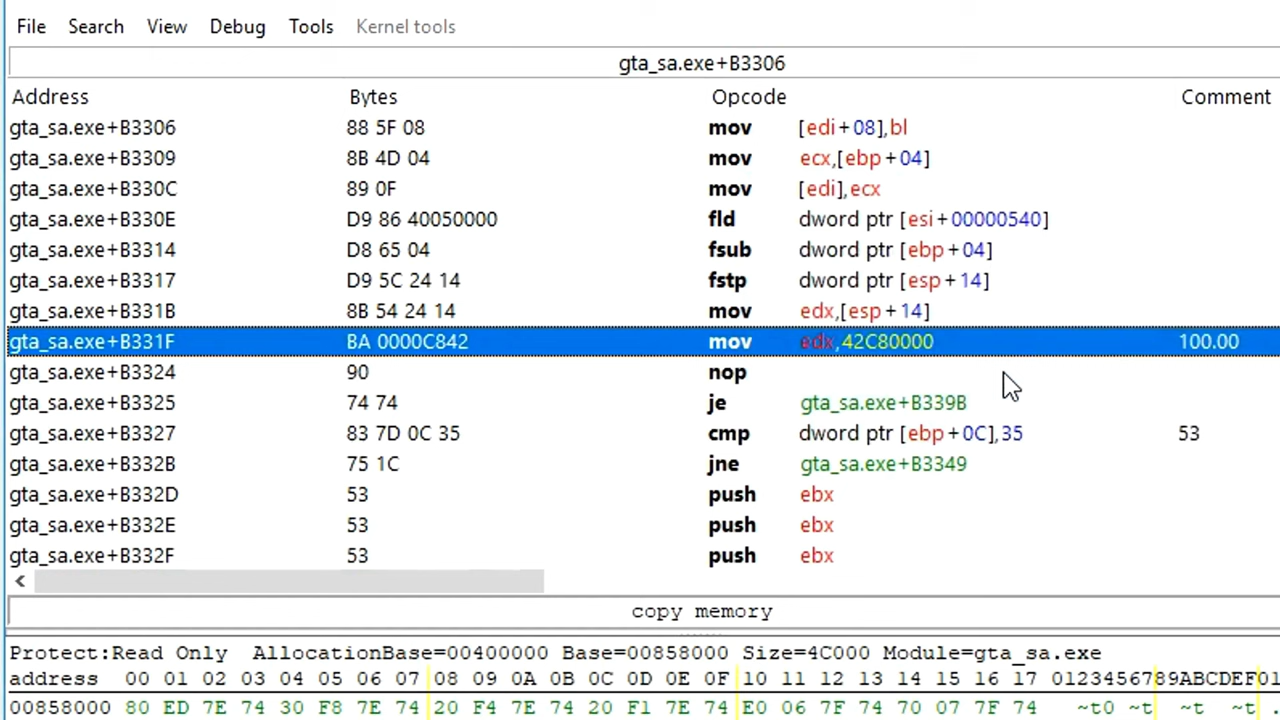 File Search View Debug Tools Kernel tools
gta_sa.exe+B3306
Address Bytes Opcode Comment
gta_sa.exe+B3306 88 5F 08 mov [edi+08],bl
gta_sa.exe+B3309 8B 4D 04 mov ecx,[ebp+04]
gta_sa.exe+B330C 89 0F mov [edi],ecx
gta_sa.exe+B330E D9 86 40050000 fld dword ptr [esi+00000540]
gta_sa.exe+B3314 D8 65 04 fsub dword ptr [ebp+04]
gta_sa.exe+B3317 D9 5C 24 14 fstp dword ptr [esp+14]
gta_sa.exe+B331B 8B 54 24 14 mov edx,[esp+14]
gta_sa.exe+B331F BA 0000C842 mov edx,42C80000 100.00
gta_sa.exe+B3324 90 nop
gta_sa.exe+B3325 74 74 je gta_sa.exe+B339B
gta_sa.exe+B3327 83 7D 0C 35 cmp dword ptr [ebp+0C],35 53
gta_sa.exe+B332B 75 1C jne gta_sa.exe+B3349
gta_sa.exe+B332D 53 push ebx
gta_sa.exe+B332E 53 push ebx
gta_sa.exe+B332F 53 push ebx
copy memory
Protect:Read Only AllocationBase=00400000 Base=00858000 Size=4C000 Module=gta_sa.exe
address 00 01 02 03 04 05 06 07 08 09 0A 0B 0C 0D 0E 0F 10 11 12 13 14 15 16 17 0123456789ABCDEF01
00858000 80 ED 7E 74 30 F8 7E 74 20 F4 7E 74 20 F1 7E 74 E0 06 7F 74 70 07 7F 74 ~t0 ~t ~t ~t .